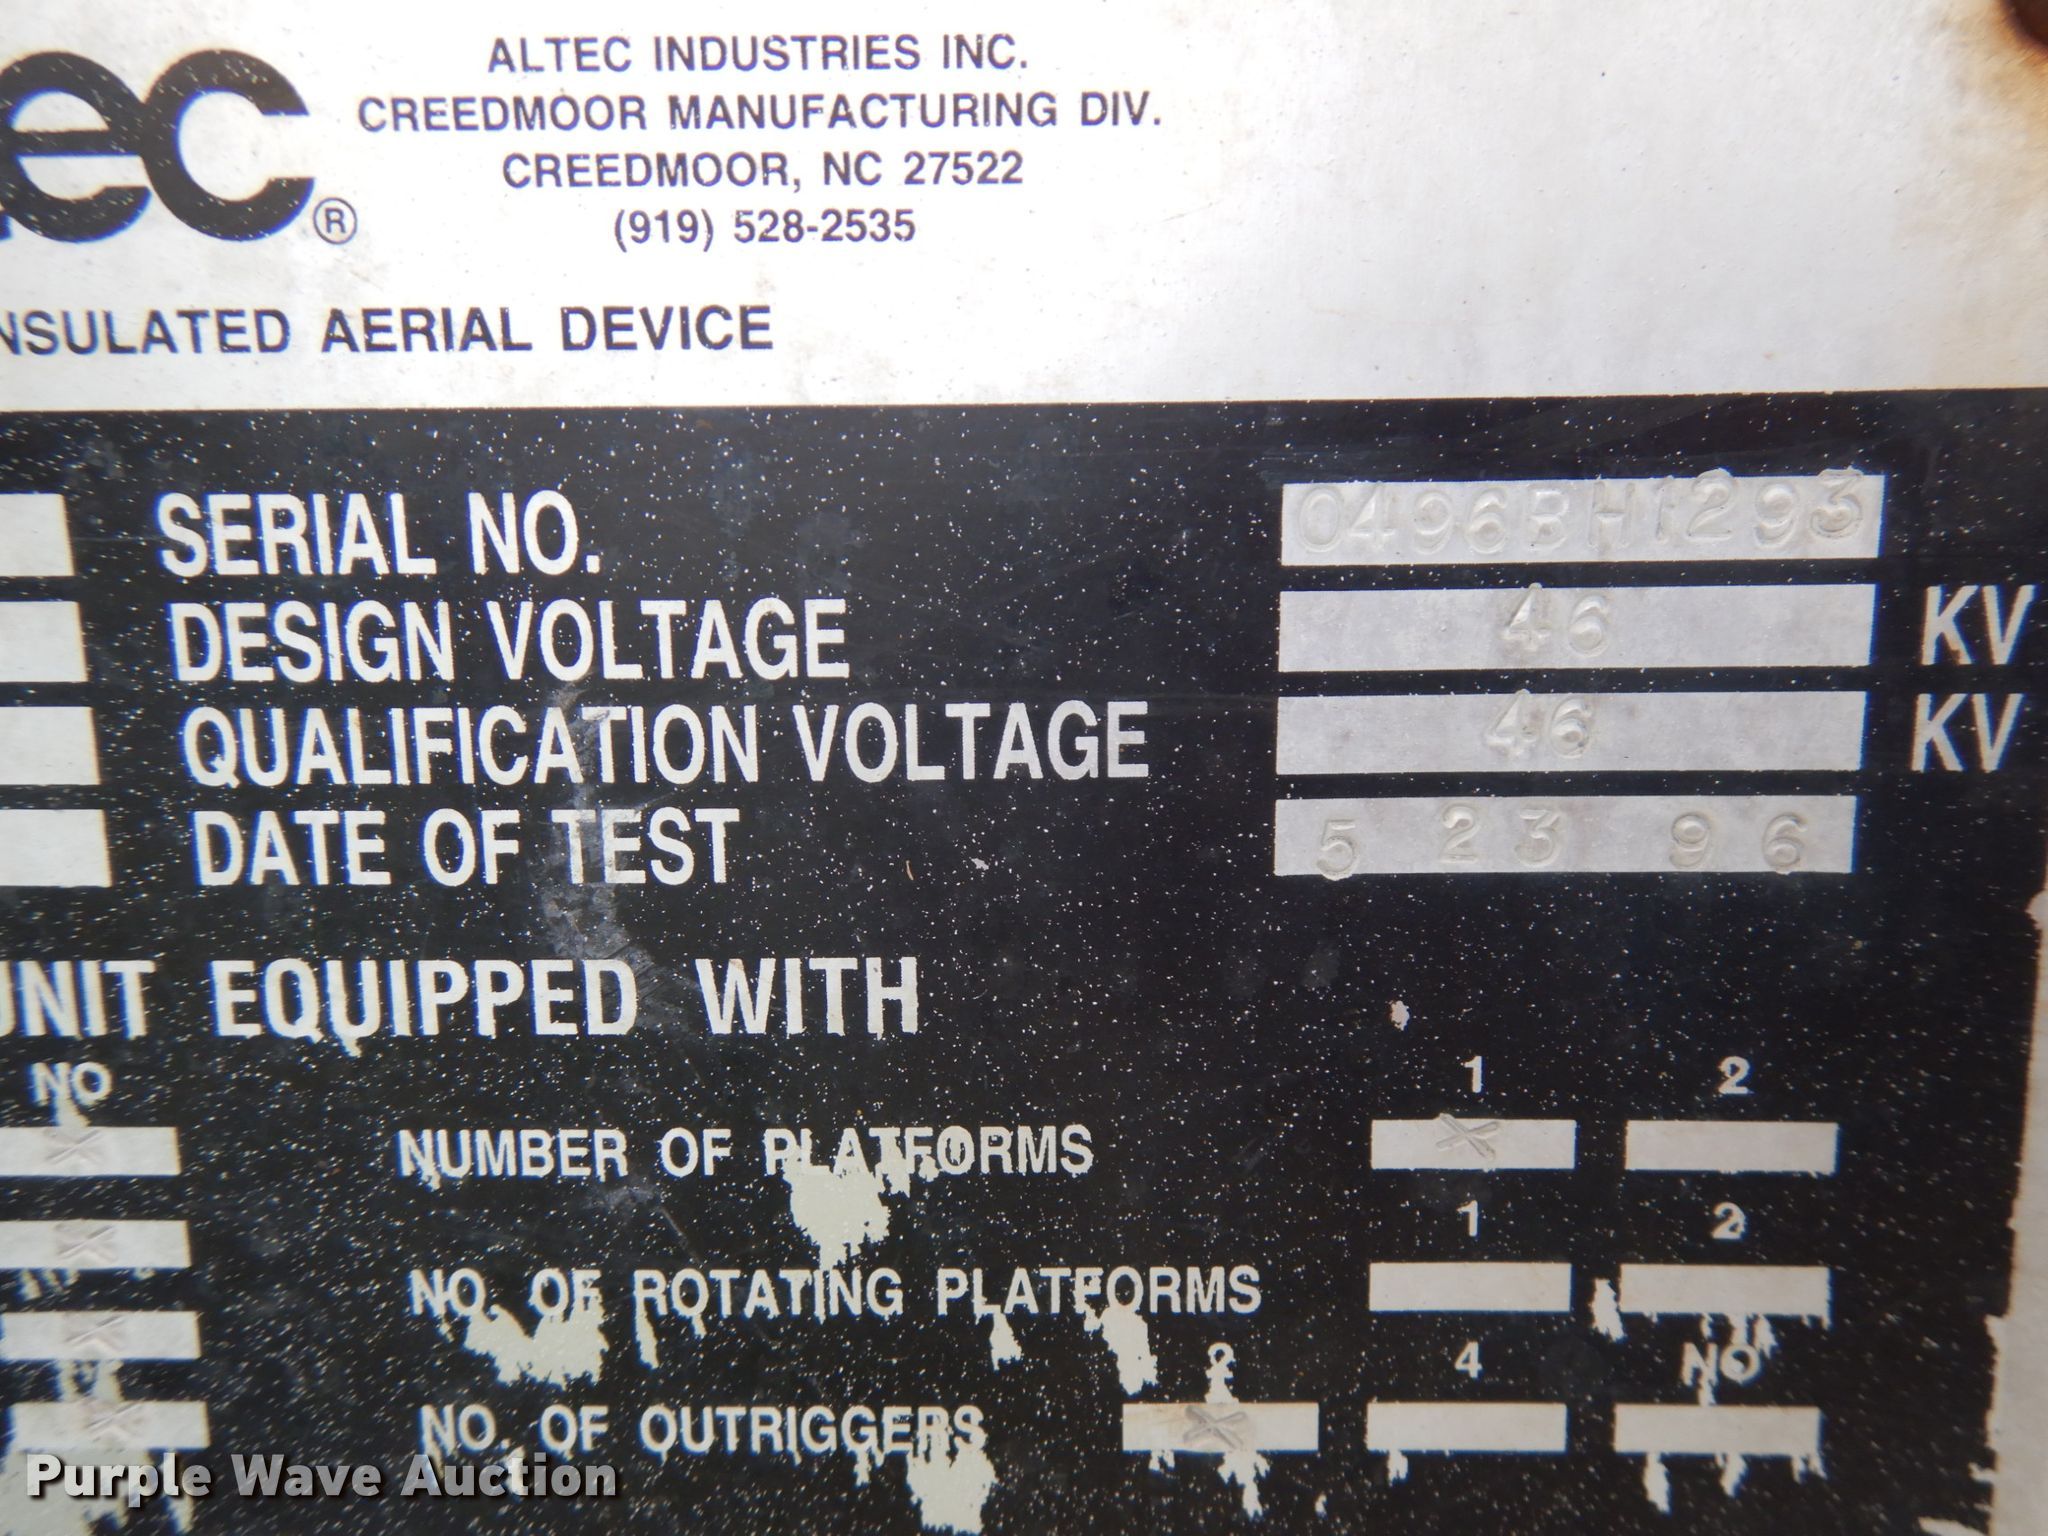 ec®
ALTEC INDUSTRIES INC.
CREEDMOOR MANUFACTURING DIV.
CREEDMOOR, NC 27522
(919) 528-2535
NSULATED AERIAL DEVICE
SERIAL NO. 0496BH1293
DESIGN VOLTAGE 46 KV
QUALIFICATION VOLTAGE 46 KV
DATE OF TEST 5 23 96
UNIT EQUIPPED WITH
NO 1 2
X NUMBER OF PLATFORMS X
1 2
X NO. OF ROTATING PLATFORMS
X 2 4 NO
X NO. OF OUTRIGGERS X
Purple Wave Auction